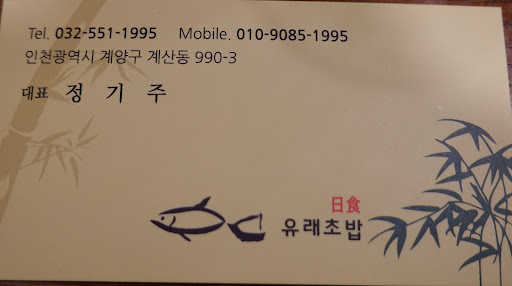 Tel. 032-551-1995 Mobile. 010-9085-1995
인천광역시 계양구 계산동 990-3
대표 정 기 주
日食
유래초밥